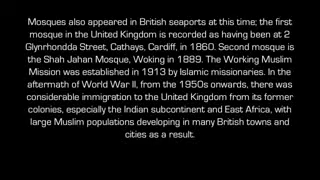 Mosques also appeared in British seaports at this time; the first
mosque in the United Kingdom is recorded as having been at 2
Glynrhondda Street, Cathays, Cardiff, in 1860. Second mosque is
the Shah Jahan Mosque, Woking in 1889. The Working Muslim
Mission was established in 1913 by Islamic missionaries. In the
aftermath of World War II, from the 1950s onwards, there was
considerable immigration to the United Kingdom from its former
colonies, especially the Indian subcontinent and East Africa, with
large Muslim populations developing in many British towns and
cities as a result.